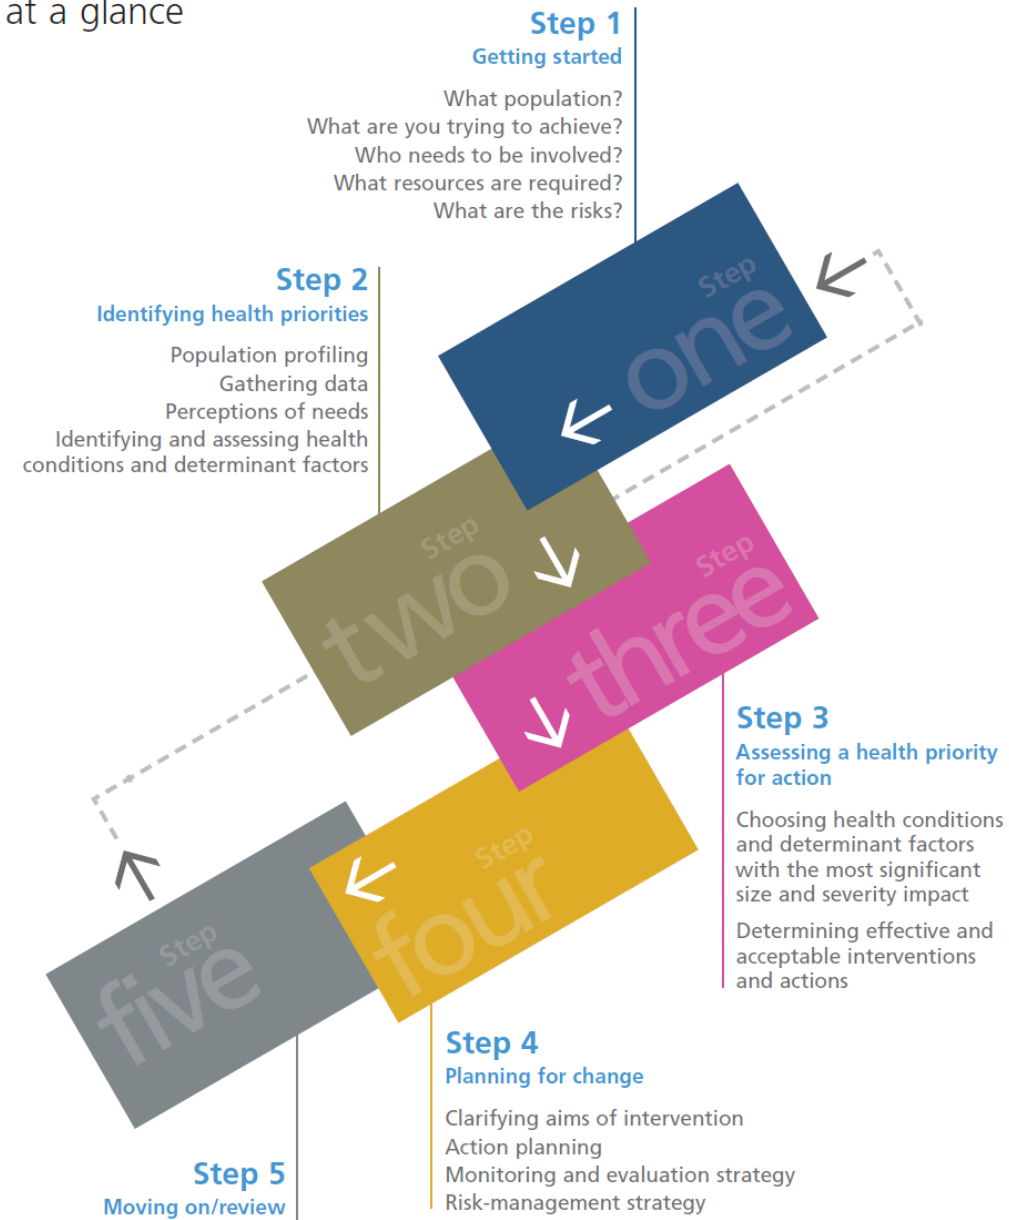 at a glance
Step 1
Getting started
What population?
What are you trying to achieve?
Who needs to be involved?
What resources are required?
What are the risks?
Step
one
Step 2
Identifying health priorities
Population profiling
Gathering data
Perceptions of needs
Identifying and assessing health
conditions and determinant factors
Step
two
Step
three
Step 3
Assessing a health priority
for action
Choosing health conditions
and determinant factors
with the most significant
size and severity impact
Determining effective and
acceptable interventions
and actions
Step
four
Step 4
Planning for change
Clarifying aims of intervention
Action planning
Monitoring and evaluation strategy
Risk-management strategy
Step
five
Step 5
Moving on/review